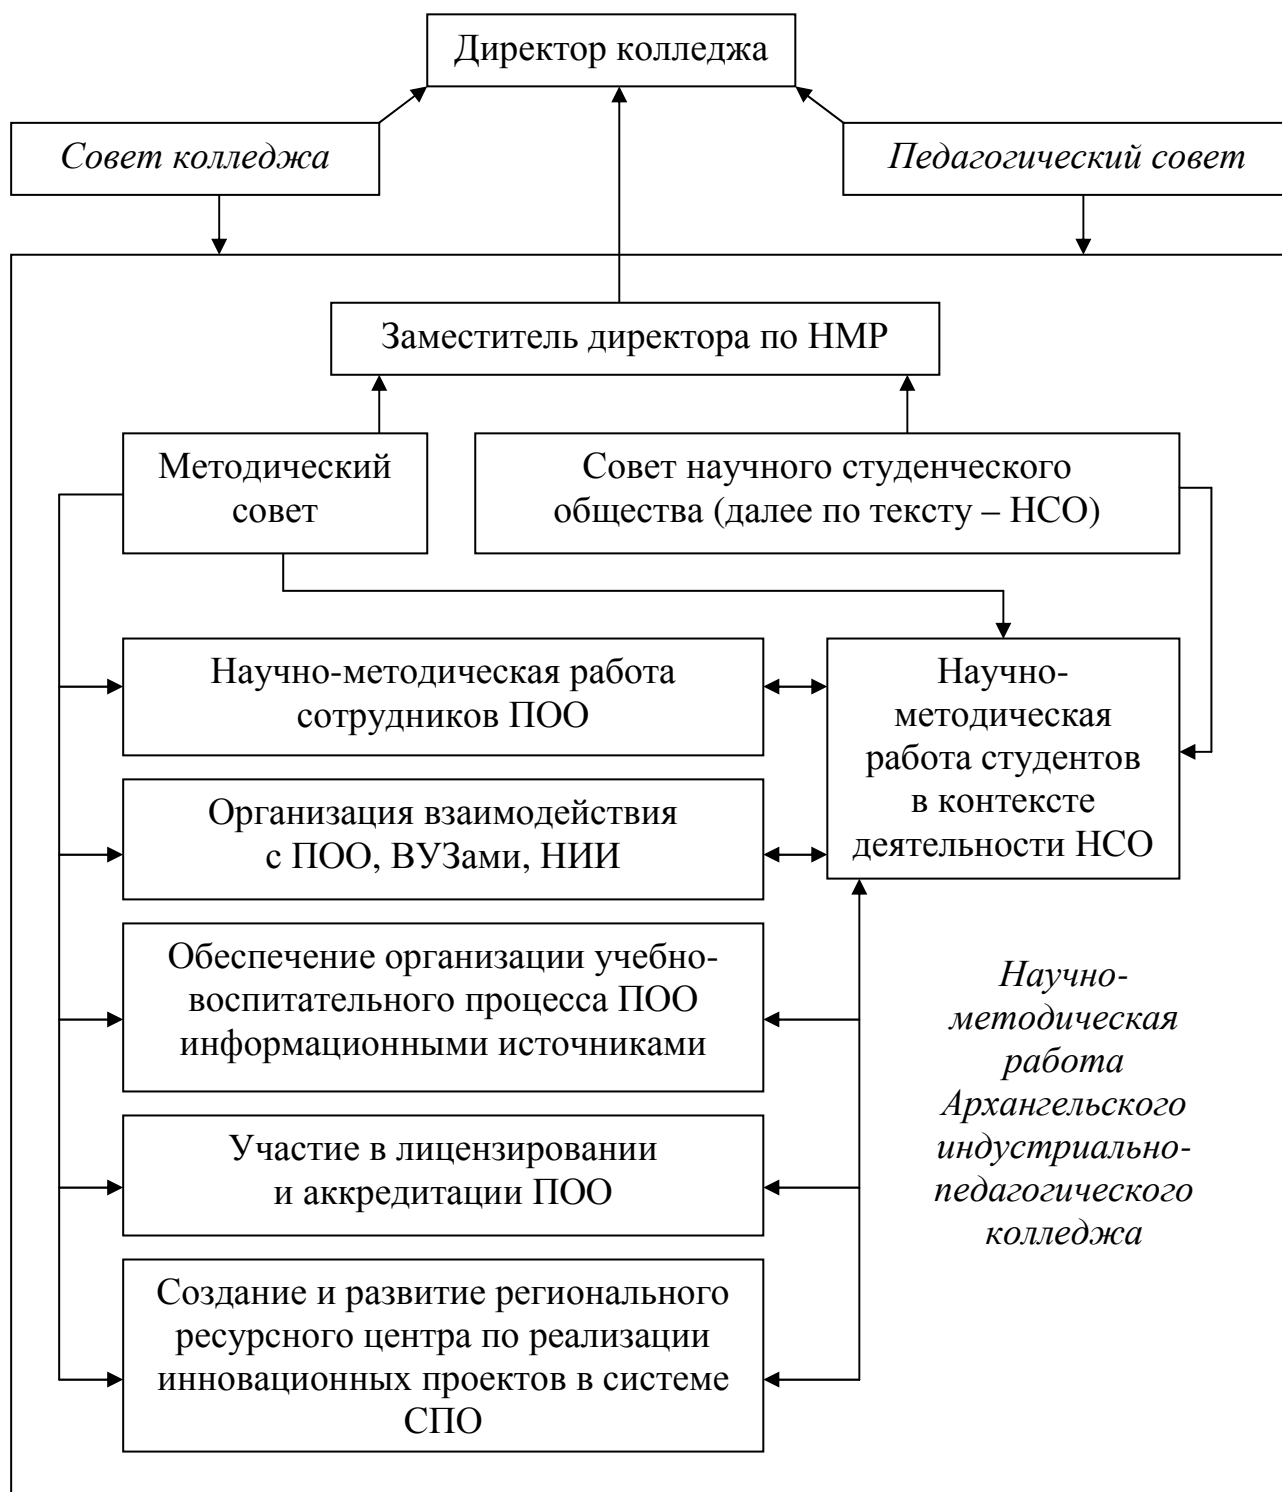 Директор колледжа
Совет колледжа
Педагогический совет
Заместитель директора по НМР
Методический
совет
Совет научного студенческого
общества (далее по тексту – НСО)
Научно-методическая работа
сотрудников ПОО
Научно-
методическая
работа студентов
в контексте
деятельности НСО
Организация взаимодействия
с ПОО, ВУЗами, НИИ
Обеспечение организации учебно-
воспитательного процесса ПОО
информационными источниками
Участие в лицензировании
и аккредитации ПОО
Создание и развитие регионального
ресурсного центра по реализации
инновационных проектов в системе
СПО
Научно-
методическая
работа
Архангельского
индустриально-
педагогического
колледжа